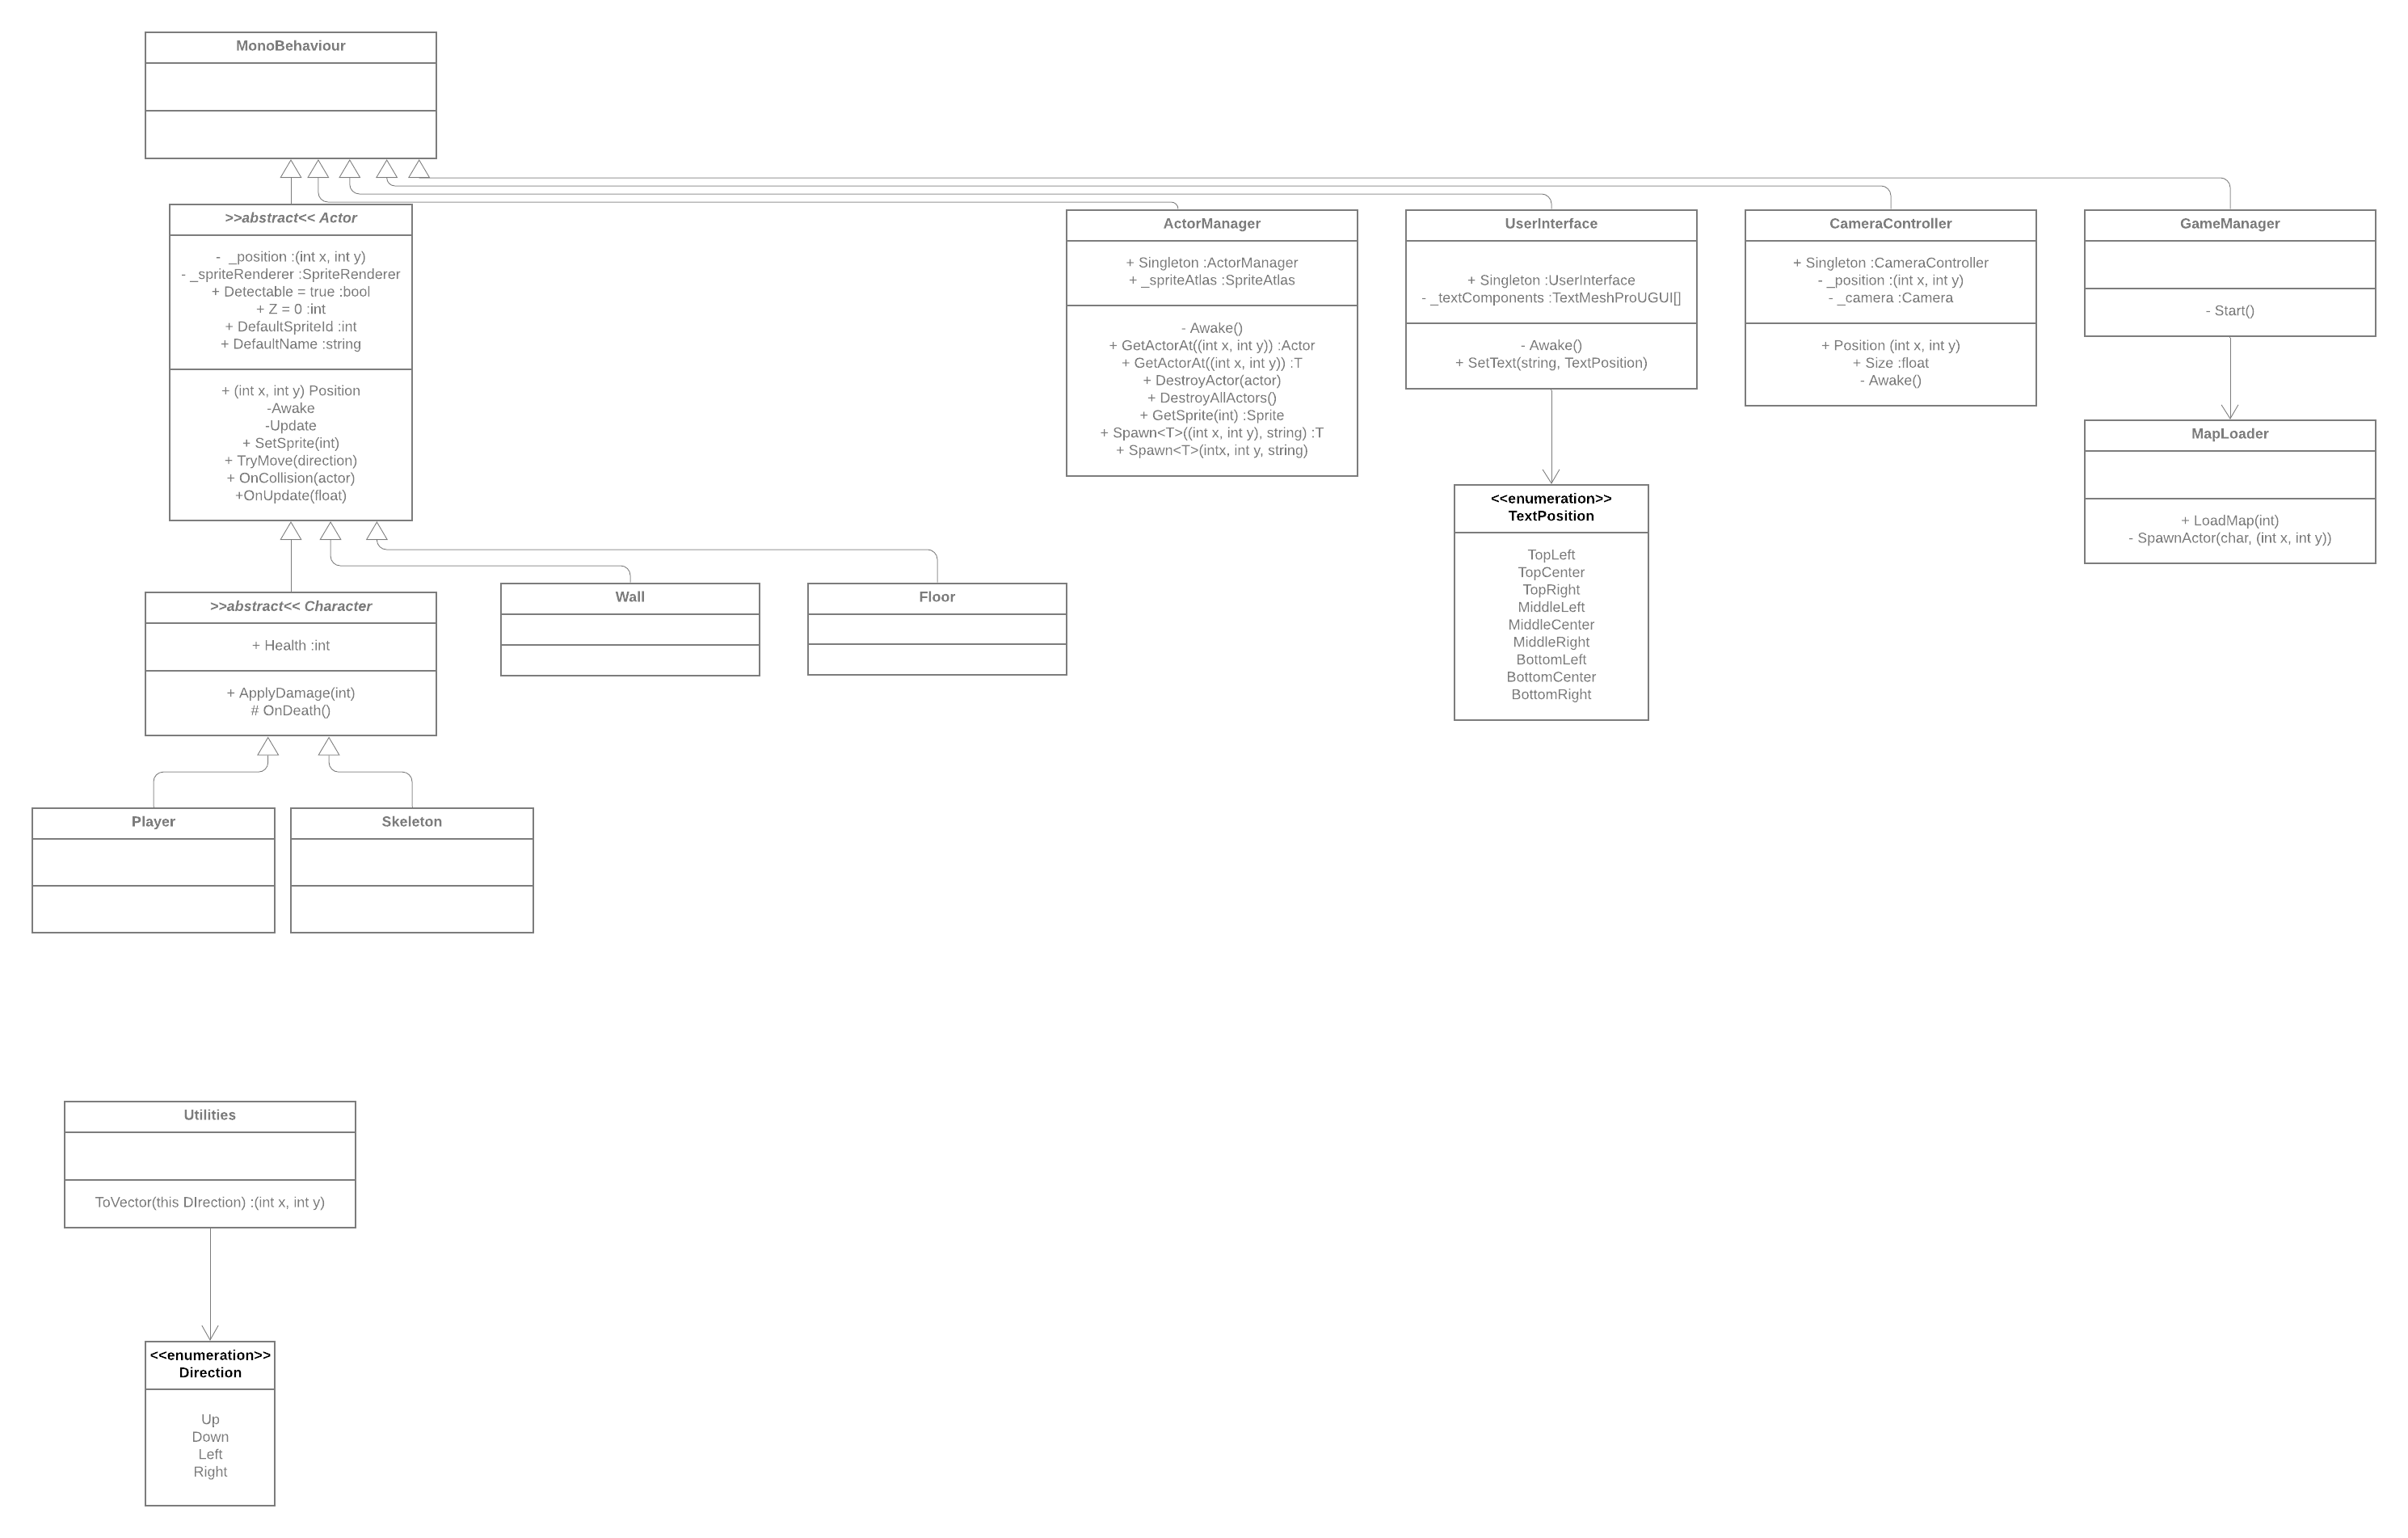 MonoBehaviour
>>abstract<< Actor
-  _position :(int x, int y)
- _spriteRenderer :SpriteRenderer
+ Detectable = true :bool
+ Z = 0 :int
+ DefaultSpriteId :int
+ DefaultName :string
+ (int x, int y) Position
-Awake
-Update
+ SetSprite(int)
+ TryMove(direction)
+ OnCollision(actor)
+OnUpdate(float)
ActorManager
+ Singleton :ActorManager
+ _spriteAtlas :SpriteAtlas
- Awake()
+ GetActorAt((int x, int y)) :Actor
+ GetActorAt((int x, int y)) :T
+ DestroyActor(actor)
+ DestroyAllActors()
+ GetSprite(int) :Sprite
+ Spawn<T>((int x, int y), string) :T
+ Spawn<T>(intx, int y, string)
UserInterface
+ Singleton :UserInterface
- _textComponents :TextMeshProUGUI[]
- Awake()
+ SetText(string, TextPosition)
CameraController
+ Singleton :CameraController
- _position :(int x, int y)
- _camera :Camera
+ Position (int x, int y)
+ Size :float
- Awake()
GameManager
- Start()
MapLoader
+ LoadMap(int)
- SpawnActor(char, (int x, int y))
<<enumeration>>
TextPosition
TopLeft
TopCenter
TopRight
MiddleLeft
MiddleCenter
MiddleRight
BottomLeft
BottomCenter
BottomRight
>>abstract<< Character
+ Health :int
+ ApplyDamage(int)
# OnDeath()
Wall
Floor
Player
Skeleton
Utilities
ToVector(this DIrection) :(int x, int y)
<<enumeration>>
Direction
Up
Down
Left
Right